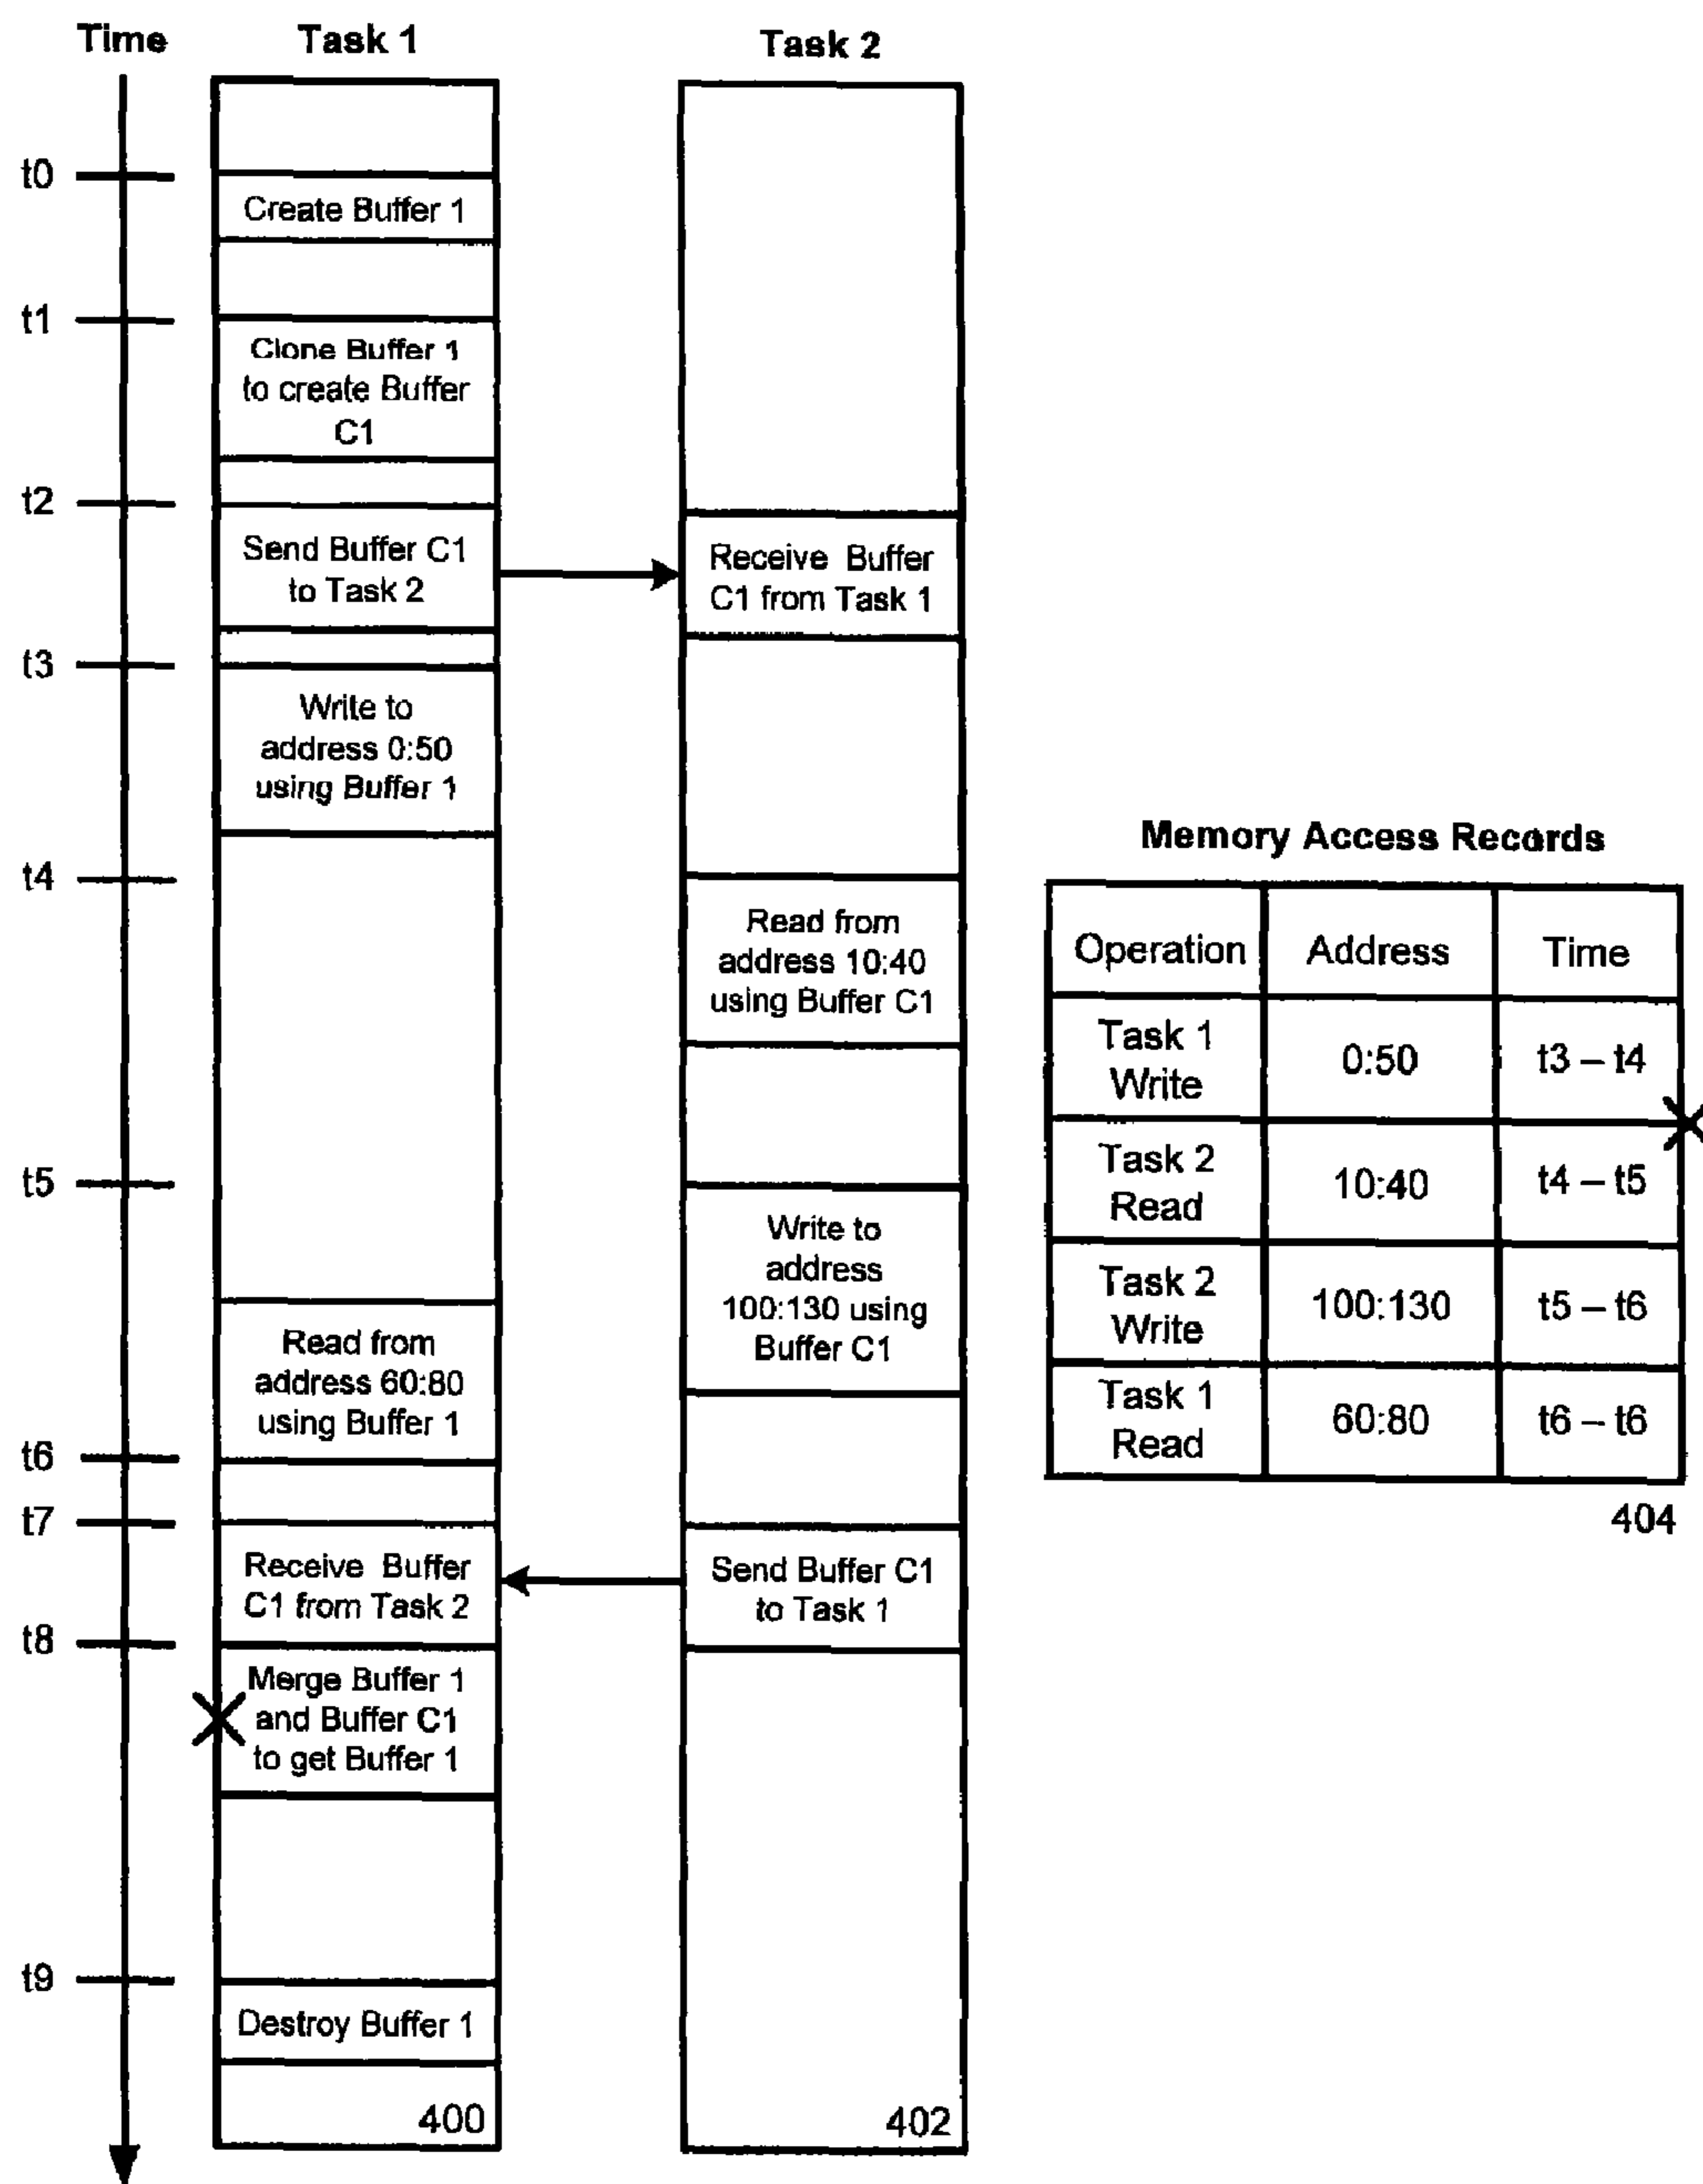 Time
Task 1
Task 2
t0
Create Buffer 1
t1
Clone Buffer 1
to create Buffer
C1
t2
Send Buffer C1
to Task 2
Receive Buffer
C1 from Task 1
t3
Write to
address 0:50
using Buffer 1
t4
Read from
address 10:40
using Buffer C1
t5
Write to
address
100:130 using
Buffer C1
Read from
address 60:80
using Buffer 1
t6
t7
Receive Buffer
C1 from Task 2
Send Buffer C1
to Task 1
t8
Merge Buffer 1
and Buffer C1
to get Buffer 1
t9
Destroy Buffer 1
400
402
Memory Access Records
Operation
Address
Time
Task 1
Write
0:50
t3 – t4
Task 2
Read
10:40
t4 – t5
Task 2
Write
100:130
t5 – t6
Task 1
Read
60:80
t6 – t6
404